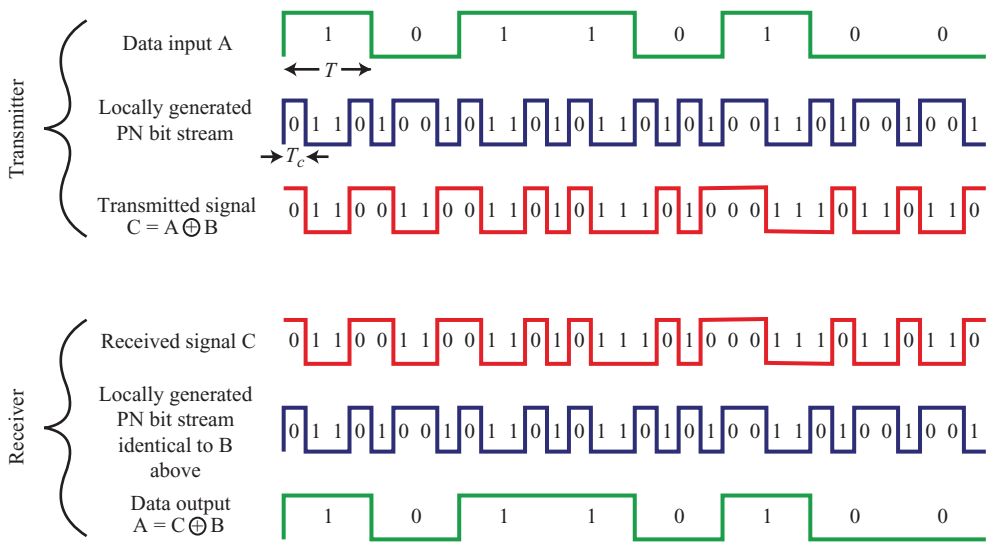 Transmitter
Data input A
1 0 1 1 0 1 0 0
T
Locally generated
PN bit stream
0 1 1 0 1 0 0 1 0 1 1 0 1 0 1 1 0 1 0 1 0 0 1 1 0 1 0 0 1 0 0 1
T_c
Transmitted signal
C = A ⊕ B
0 1 1 0 0 1 1 0 0 1 1 0 1 0 1 1 1 0 1 0 0 0 1 1 1 0 1 1 0 1 1 0
Receiver
Received signal C
0 1 1 0 0 1 1 0 0 1 1 0 1 0 1 1 1 0 1 0 0 0 1 1 1 0 1 1 0 1 1 0
Locally generated
PN bit stream
identical to B
above
0 1 1 0 1 0 0 1 0 1 1 0 1 0 1 1 0 1 0 1 0 0 1 1 0 1 0 0 1 0 0 1
Data output
A = C ⊕ B
1 0 1 1 0 1 0 0